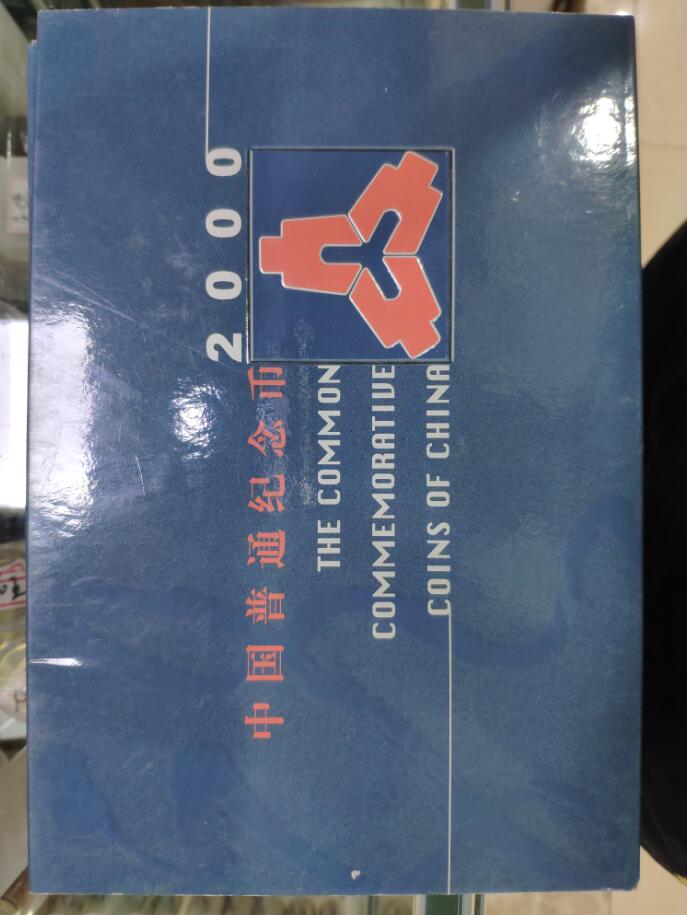 2000
中国普通纪念币
THE COMMON
COMMEMORATIVE
COINS OF CHINA